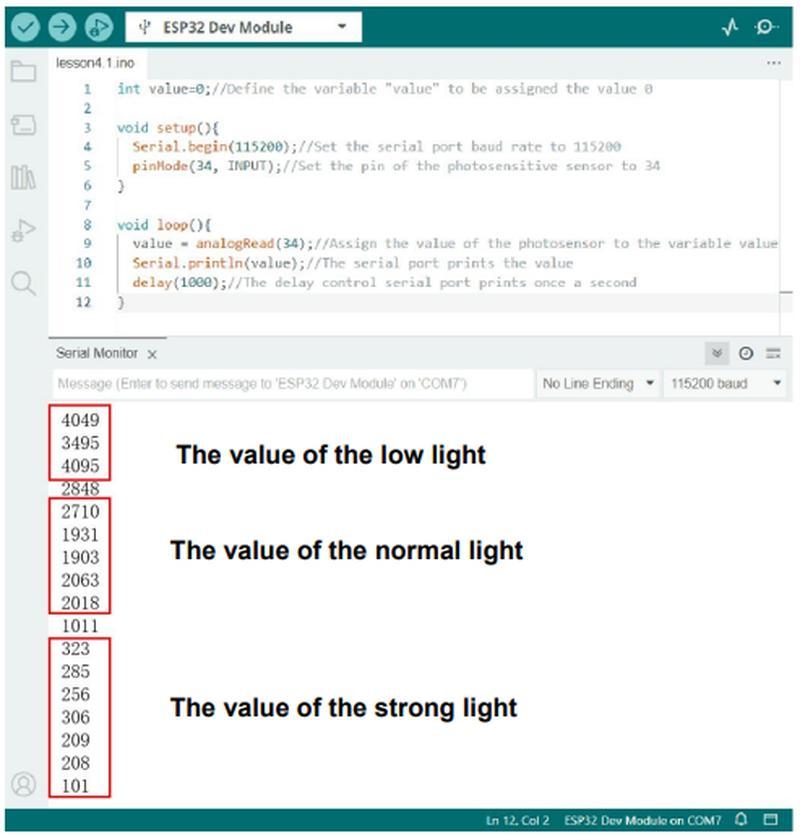 ESP32 Dev Module
lesson4.1.ino
1 int value=0;//Define the variable "value" to be assigned the value 0
2
3 void setup(){
4 Serial.begin(115200);//Set the serial port baud rate to 115200
5 pinMode(34, INPUT);//Set the pin of the photosensitive sensor to 34
6 }
7
8 void loop(){
9 value = analogRead(34);//Assign the value of the photosensor to the variable value
10 Serial.println(value);//The serial port prints the value
11 delay(1000);//The delay control serial port prints once a second
12 }
Serial Monitor x
Message (Enter to send message to 'ESP32 Dev Module' on 'COM7') No Line Ending 115200 baud
4049
3495
4095
The value of the low light
2848
2710
1931
1903
2063
2018
The value of the normal light
1011
323
285
256
306
209
208
101
The value of the strong light
Ln 12, Col 2 ESP32 Dev Module on COM7